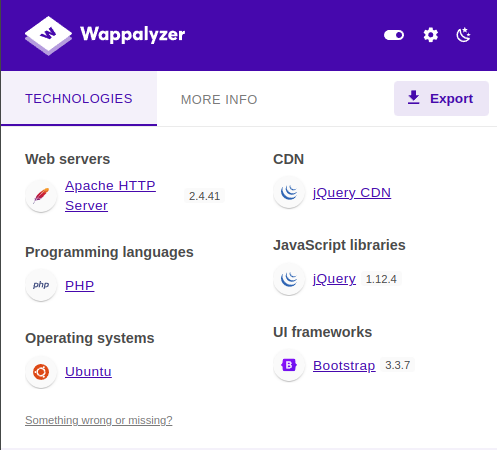 Wappalyzer
TECHNOLOGIES
MORE INFO
Export
Web servers
Apache HTTP
Server
2.4.41
Programming languages
php
PHP
Operating systems
Ubuntu
Something wrong or missing?
CDN
jQuery CDN
JavaScript libraries
jQuery
1.12.4
UI frameworks
B
Bootstrap
3.3.7